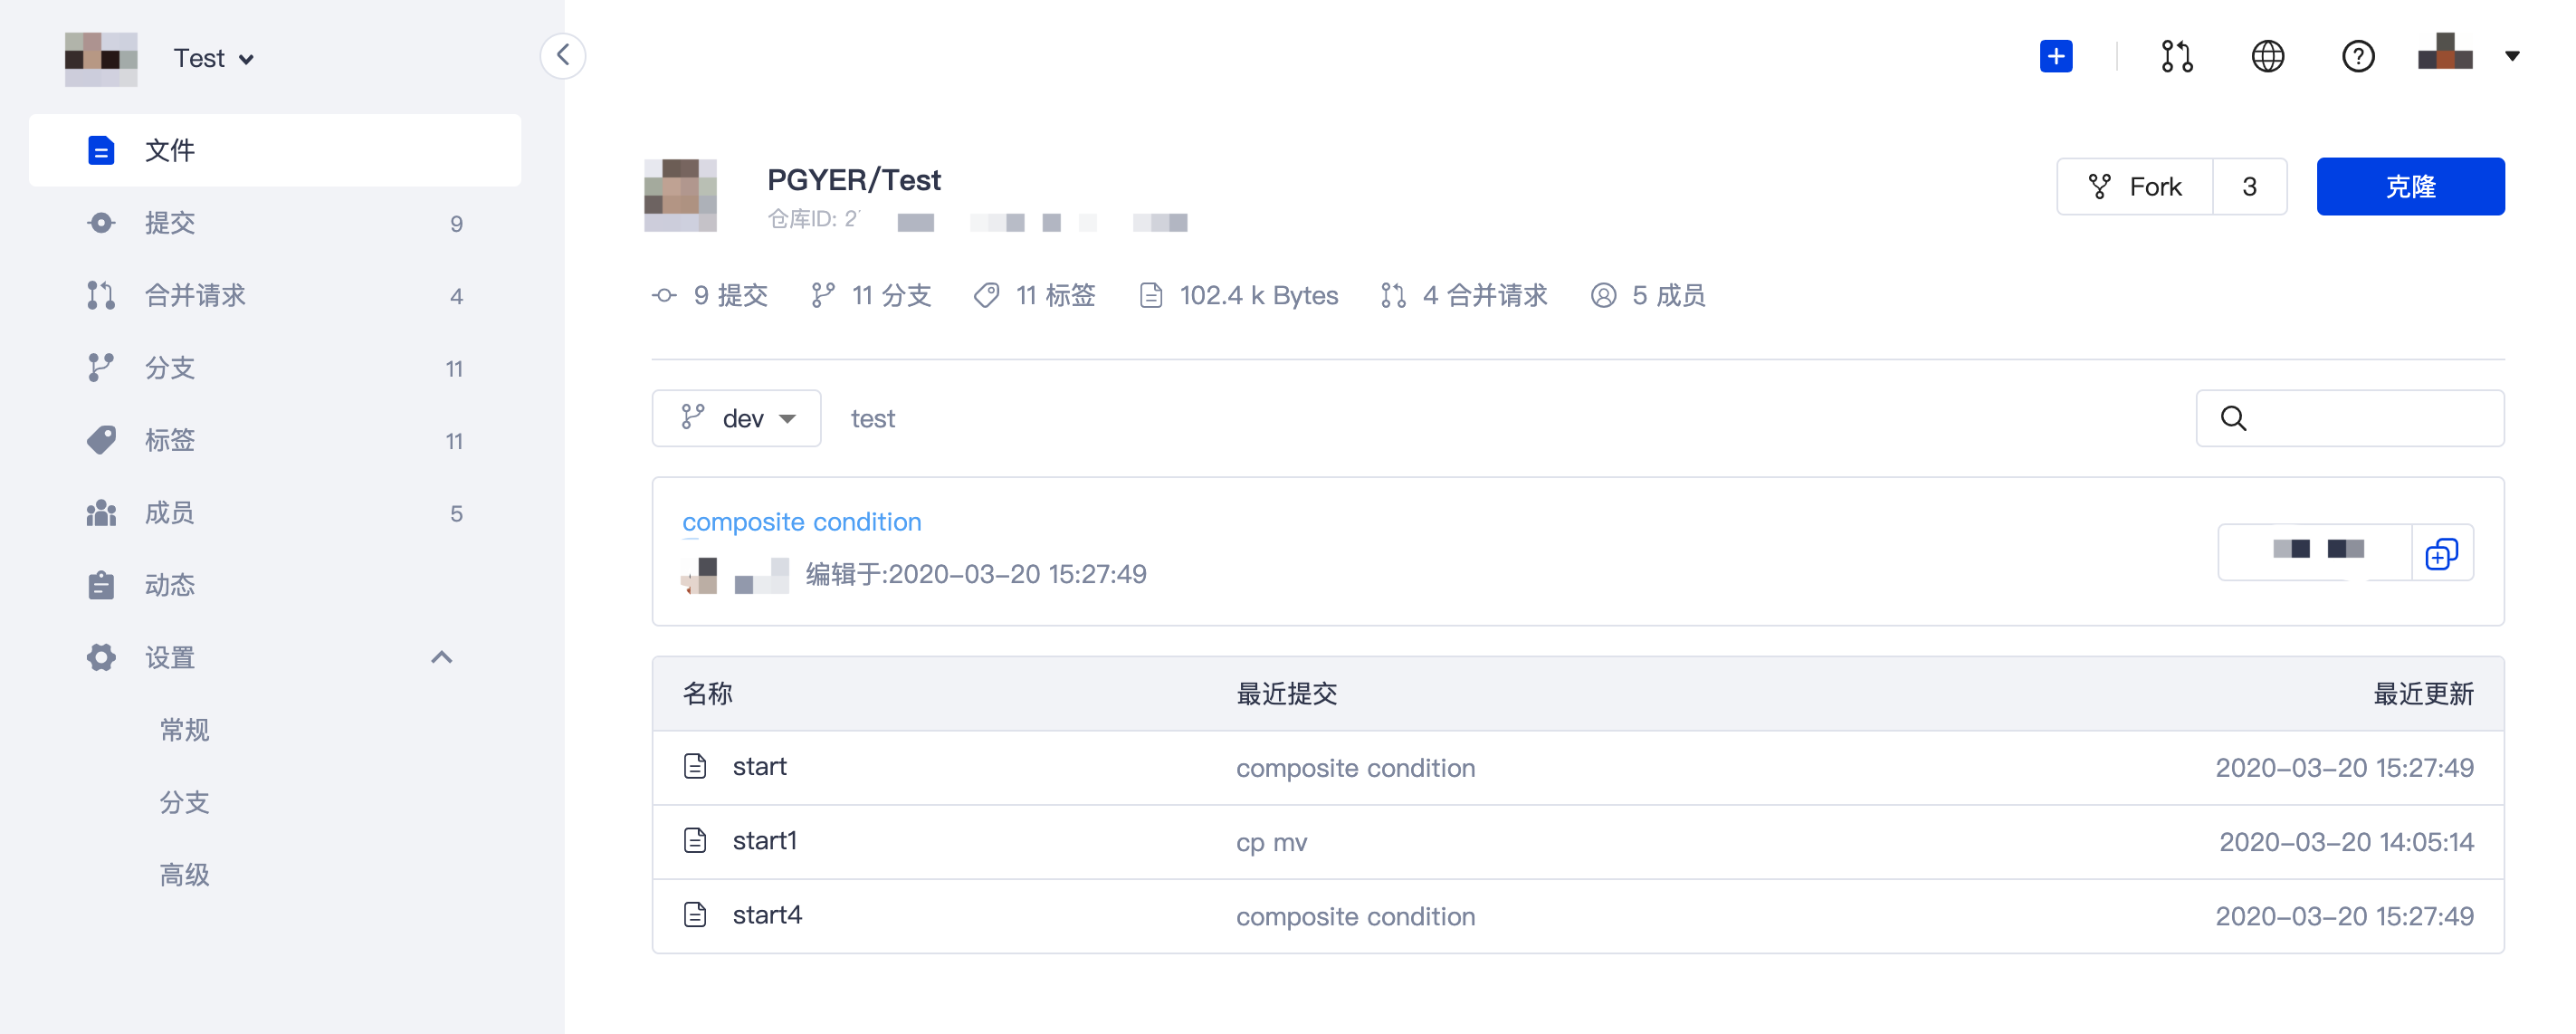 Test
文件
提交 9
合并请求 4
分支 11
标签 11
成员 5
动态
设置
常规
分支
高级
PGYER/Test
仓库ID: 2
Fork 3
克隆
9 提交 11 分支 11 标签 102.4 k Bytes 4 合并请求 5 成员
dev test
composite condition
编辑于:2020-03-20 15:27:49
名称 最近提交 最近更新
start composite condition 2020-03-20 15:27:49
start1 cp mv 2020-03-20 14:05:14
start4 composite condition 2020-03-20 15:27:49